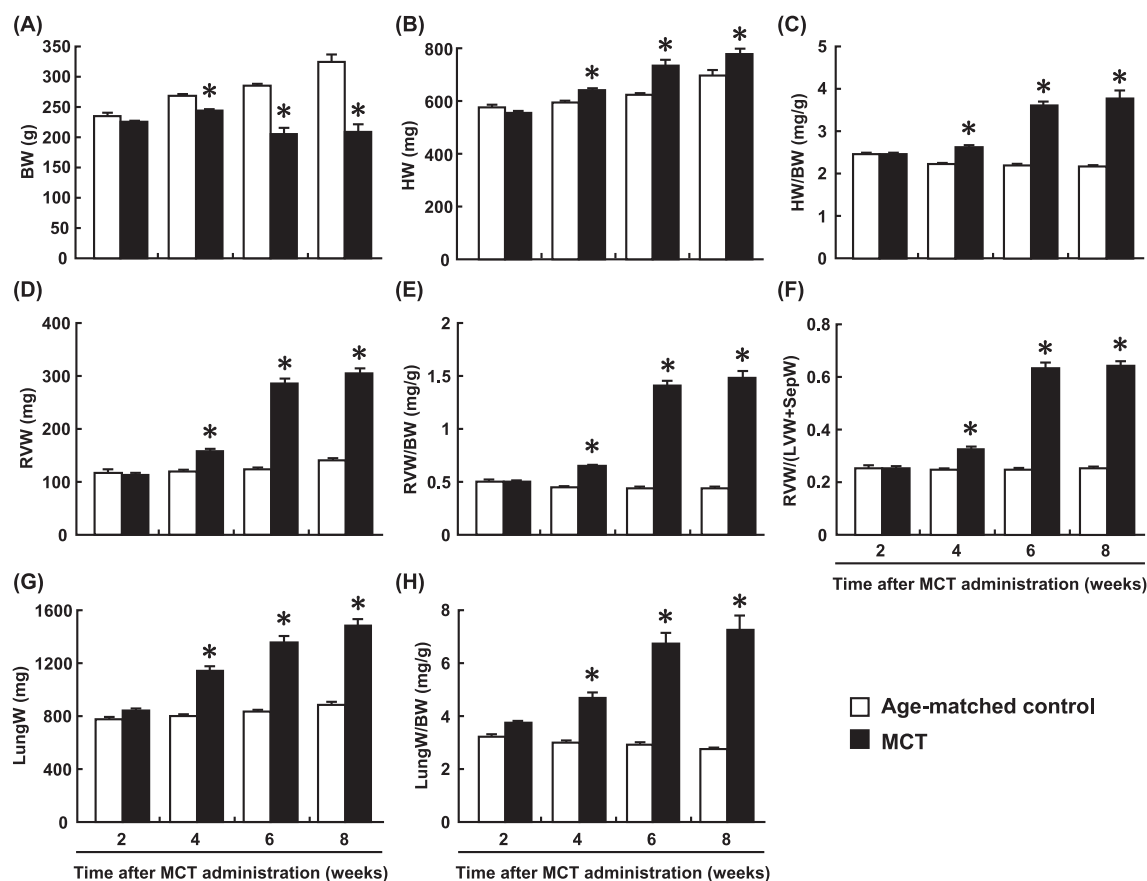 (A)
350
300
250
200
150
100
50
0
BW (g)
*
*
*
(B)
800
600
400
200
0
HW (mg)
*
*
*
(C)
5
4
3
2
1
0
HW/BW (mg/g)
*
*
*
(D)
400
300
200
100
0
RVW (mg)
*
*
*
(E)
2
1.5
1
0.5
0
RVW/BW (mg/g)
*
*
*
(F)
0.8
0.6
0.4
0.2
0
RVW/(LVW+SepW)
*
*
*
2 4 6 8
Time after MCT administration (weeks)
(G)
1600
1200
800
400
0
LungW (mg)
*
*
*
2 4 6 8
Time after MCT administration (weeks)
(H)
8
6
4
2
0
LungW/BW (mg/g)
*
*
*
2 4 6 8
Time after MCT administration (weeks)
Age-matched control
MCT